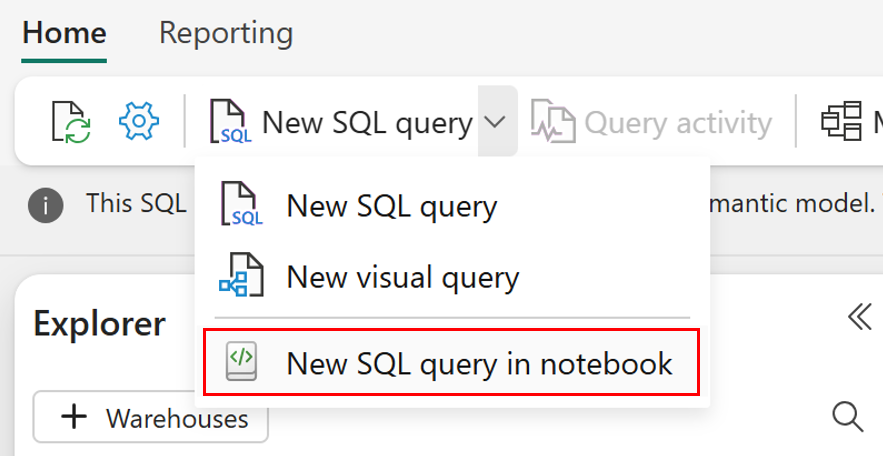 Home Reporting
SQL New SQL query Query activity
This SQL mantic model.
SQL New SQL query
New visual query
Explorer
New SQL query in notebook
+ Warehouses